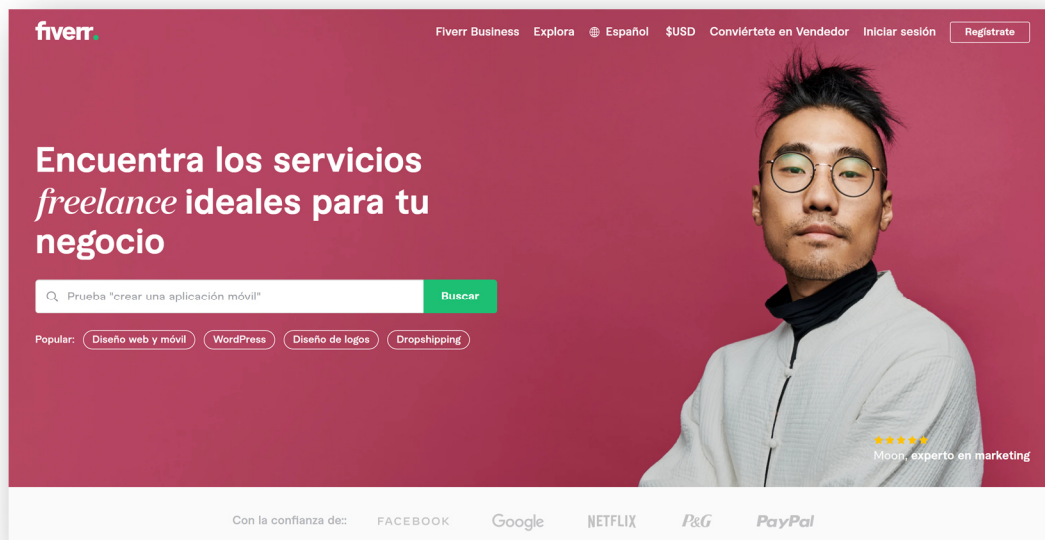 fiverr.
Fiverr Business Explora Español $USD Conviértete en Vendedor Iniciar sesión Regístrate
Encuentra los servicios
freelance ideales para tu
negocio
Prueba "crear una aplicación móvil" Buscar
Popular: Diseño web y móvil WordPress Diseño de logos Dropshipping
Moon, experto en marketing
Con la confianza de:: FACEBOOK Google NETFLIX P&G PayPal